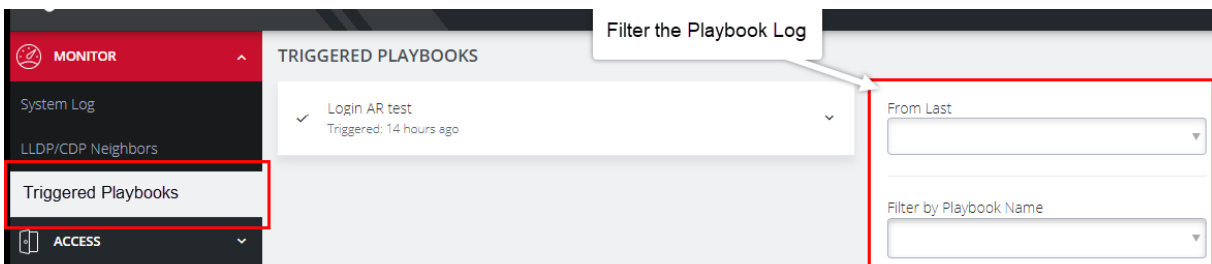 Filter the Playbook Log
MONITOR
System Log
LLDP/CDP Neighbors
Triggered Playbooks
ACCESS
TRIGGERED PLAYBOOKS
Login AR test
Triggered: 14 hours ago
From Last
Filter by Playbook Name